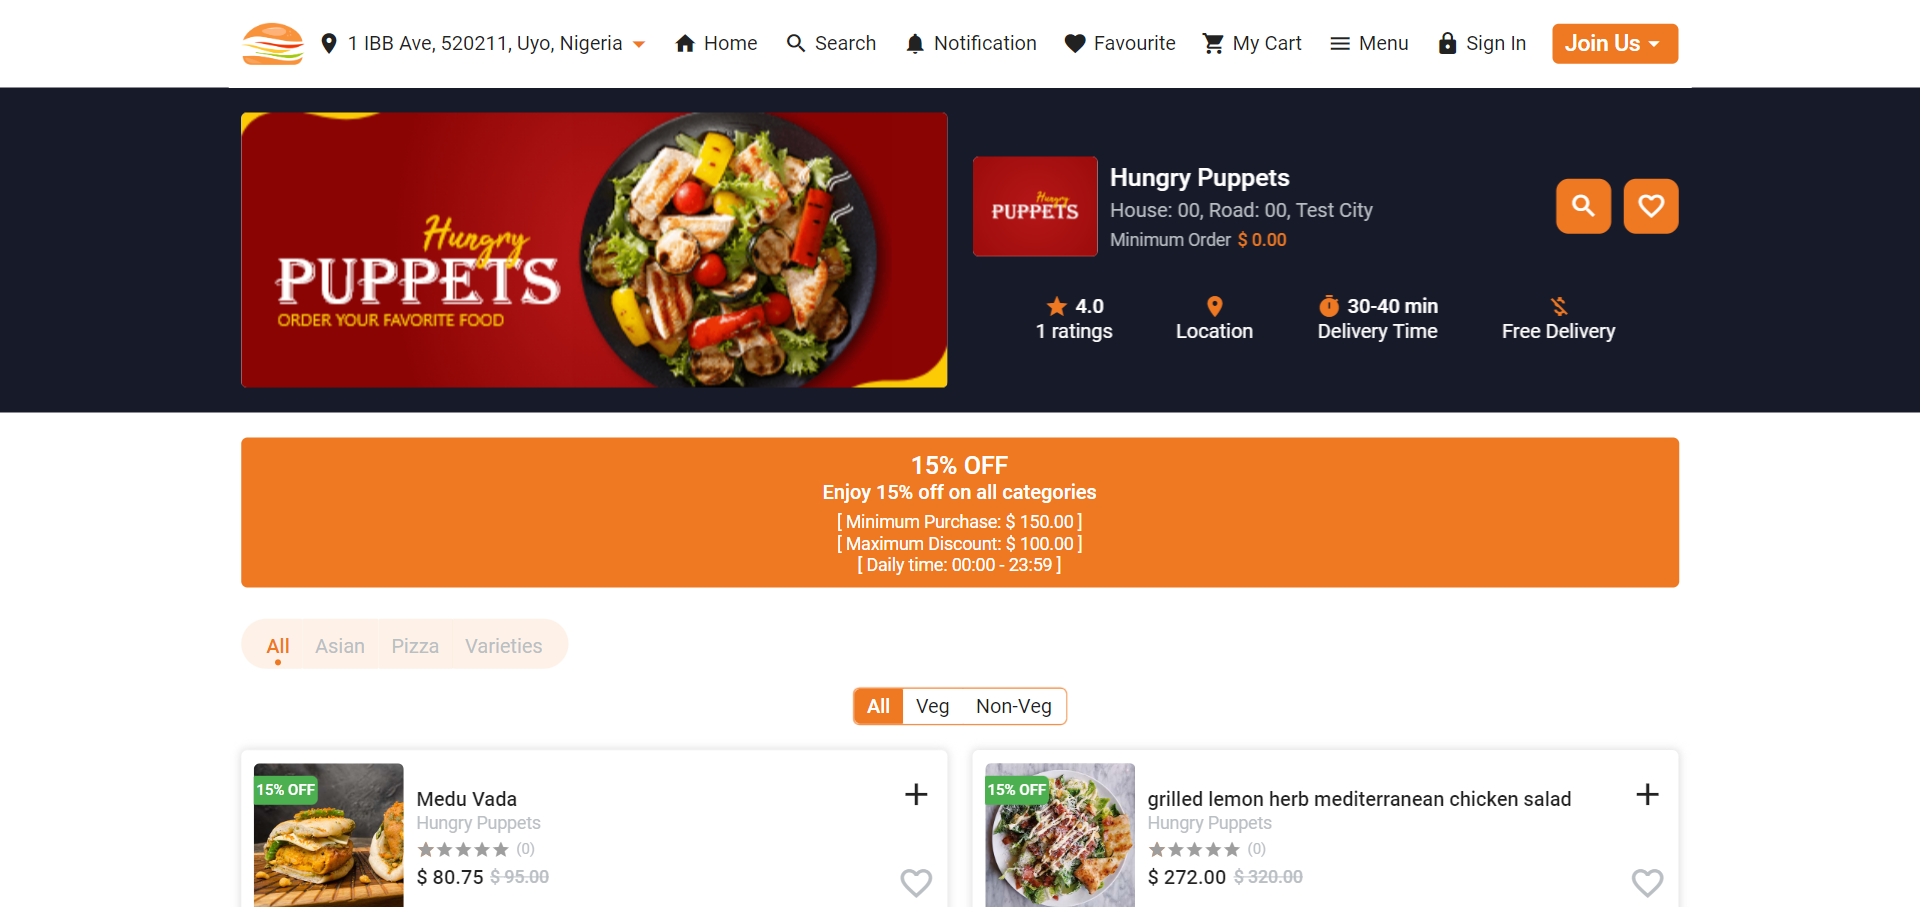 1 IBB Ave, 520211, Uyo, Nigeria
Home
Search
Notification
Favourite
My Cart
Menu
Sign In
Join Us
Hungry
PUPPETS
ORDER YOUR FAVORITE FOOD
Hungry
PUPPETS
Hungry Puppets
House: 00, Road: 00, Test City
Minimum Order $ 0.00
4.0
1 ratings
Location
30-40 min
Delivery Time
Free Delivery
15% OFF
Enjoy 15% off on all categories
[ Minimum Purchase: $ 150.00 ]
[ Maximum Discount: $ 100.00 ]
[ Daily time: 00:00 - 23:59 ]
All
Asian
Pizza
Varieties
All
Veg
Non-Veg
15% OFF
Medu Vada
Hungry Puppets
(0)
$ 80.75 $ 95.00
15% OFF
grilled lemon herb mediterranean chicken salad
Hungry Puppets
(0)
$ 272.00 $ 320.00